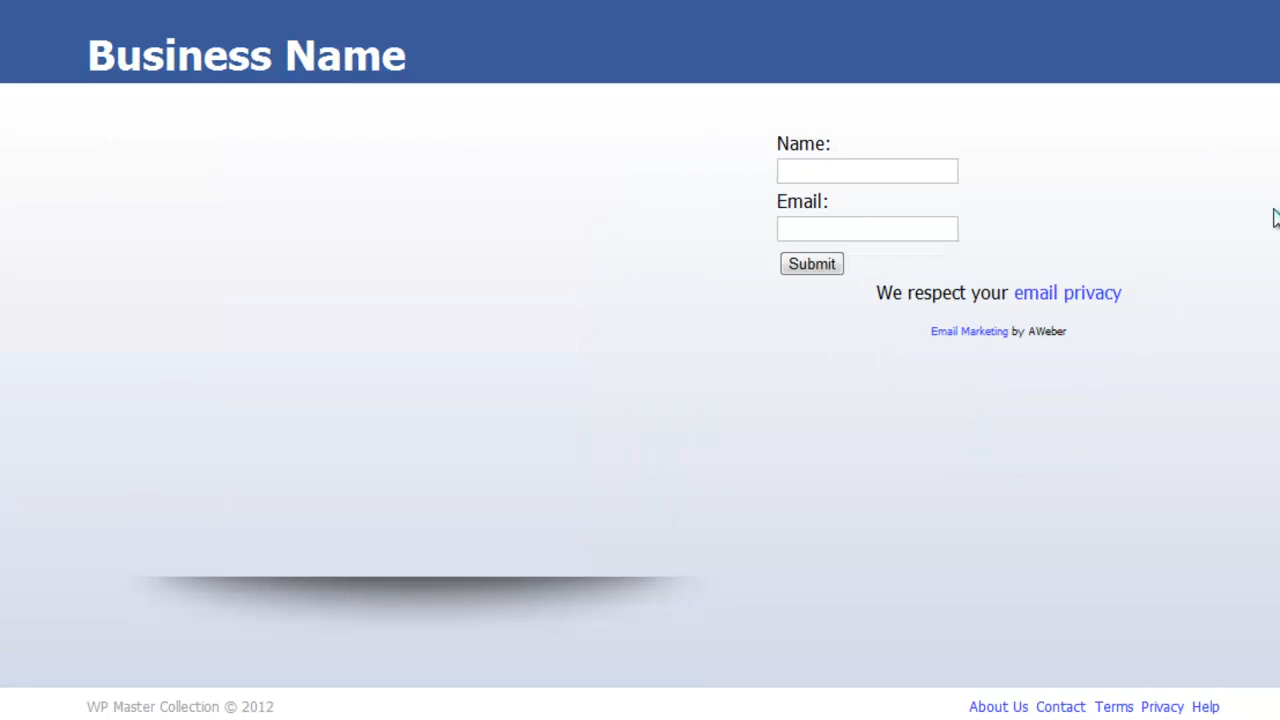 Business Name
Name:
Email:
Submit
We respect your email privacy
Email Marketing by AWeber
WP Master Collection © 2012
About Us Contact Terms Privacy Help